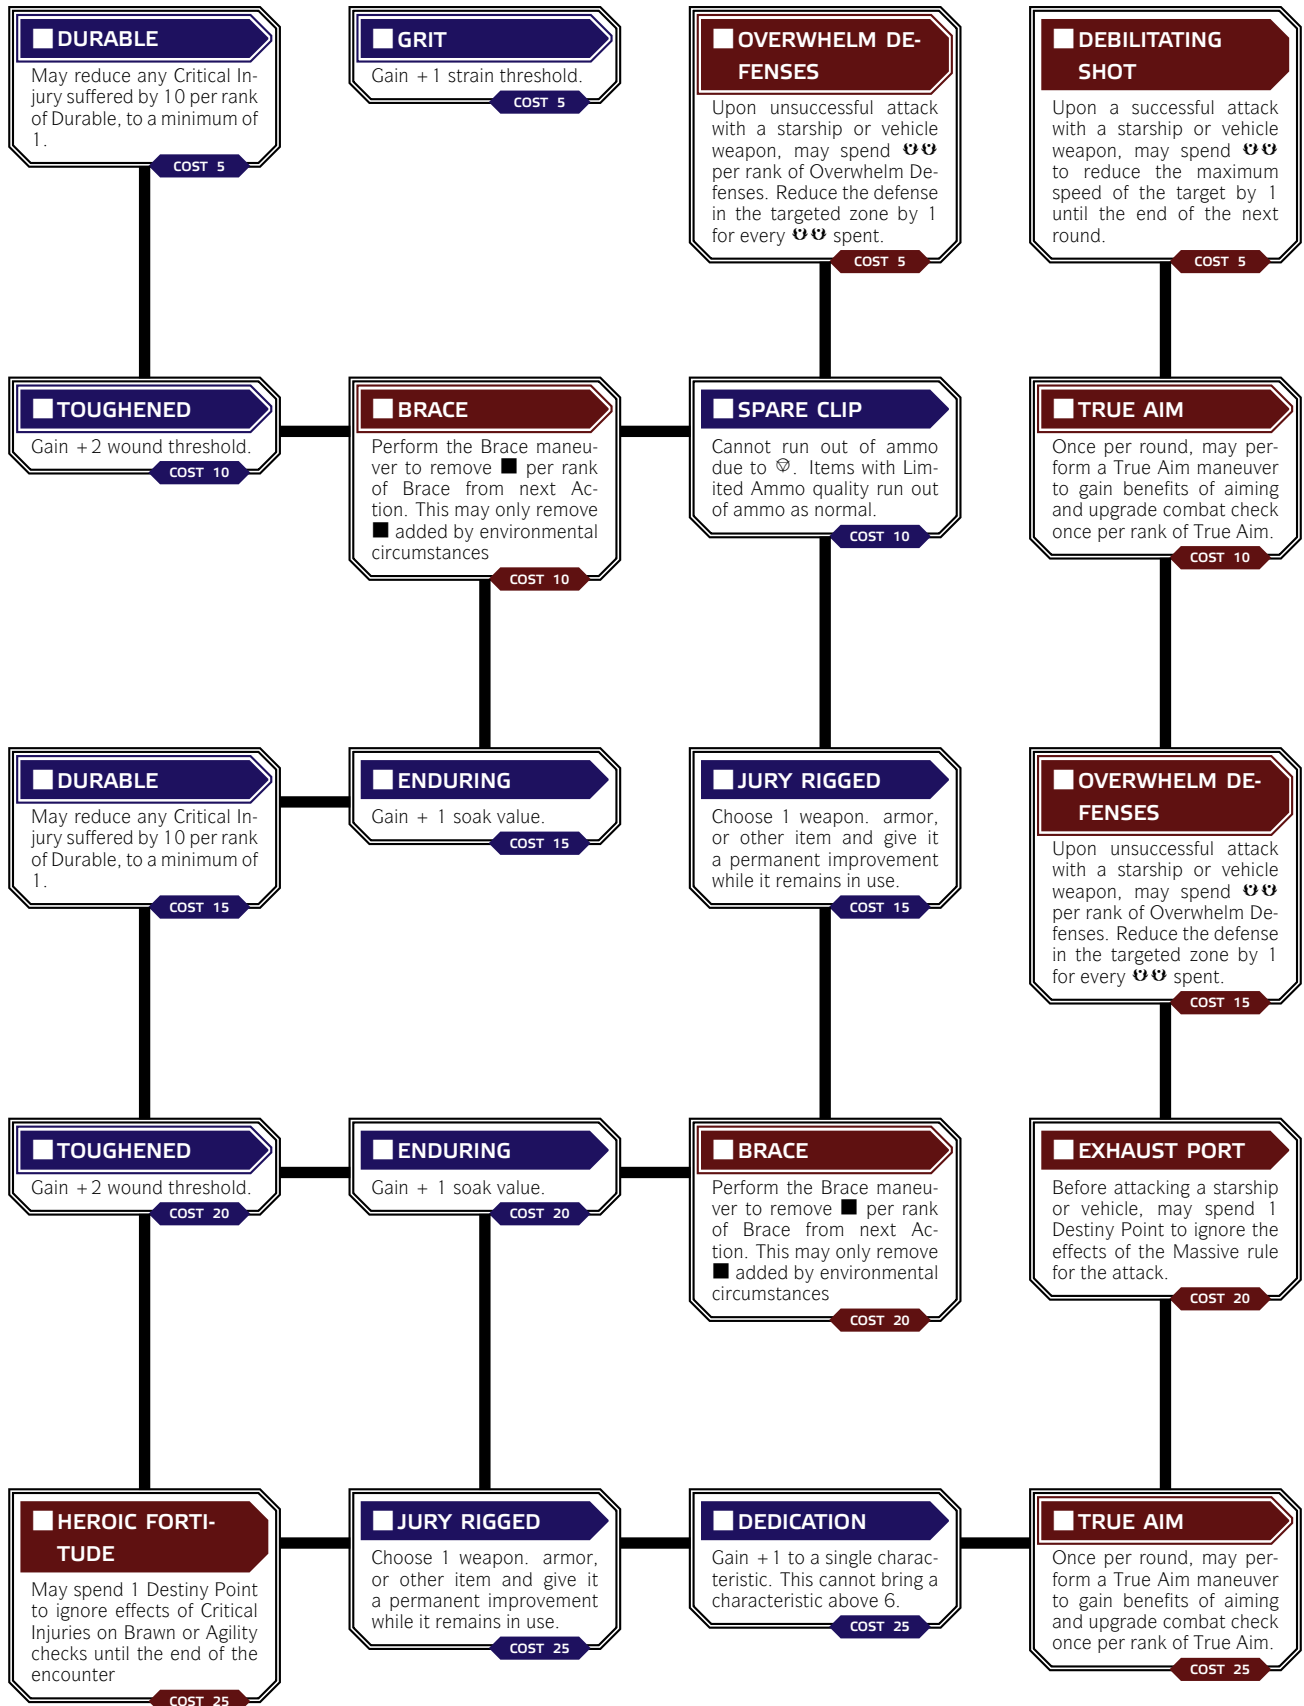 DURABLE
May reduce any Critical In-
jury suffered by 10 per rank
of Durable, to a minimum of
1.
COST 5
GRIT
Gain +1 strain threshold.
COST 5
OVERWHELM DE-
FENSES
Upon unsuccessful attack
with a starship or vehicle
weapon, may spend
per rank of Overwhelm De-
fenses. Reduce the defense
in the targeted zone by 1
for every spent.
COST 5
DEBILITATING
SHOT
Upon a successful attack
with a starship or vehicle
weapon, may spend
to reduce the maximum
speed of the target by 1
until the end of the next
round.
COST 5
TOUGHENED
Gain +2 wound threshold.
COST 10
BRACE
Perform the Brace maneu-
ver to remove ■ per rank
of Brace from next Ac-
tion. This may only remove
■ added by environmental
circumstances
COST 10
SPARE CLIP
Cannot run out of ammo
due to . Items with Lim-
ited Ammo quality run out
of ammo as normal.
COST 10
TRUE AIM
Once per round, may per-
form a True Aim maneuver
to gain benefits of aiming
and upgrade combat check
once per rank of True Aim.
COST 10
DURABLE
May reduce any Critical In-
jury suffered by 10 per rank
of Durable, to a minimum of
1.
COST 15
ENDURING
Gain + 1 soak value.
COST 15
JURY RIGGED
Choose 1 weapon. armor,
or other item and give it
a permanent improvement
while it remains in use.
COST 15
OVERWHELM DE-
FENSES
Upon unsuccessful attack
with a starship or vehicle
weapon, may spend
per rank of Overwhelm De-
fenses. Reduce the defense
in the targeted zone by 1
for every spent.
COST 15
TOUGHENED
Gain +2 wound threshold.
COST 20
ENDURING
Gain + 1 soak value.
COST 20
BRACE
Perform the Brace maneu-
ver to remove ■ per rank
of Brace from next Ac-
tion. This may only remove
■ added by environmental
circumstances
COST 20
EXHAUST PORT
Before attacking a starship
or vehicle, may spend 1
Destiny Point to ignore the
effects of the Massive rule
for the attack.
COST 20
HEROIC FORTI-
TUDE
May spend 1 Destiny Point
to ignore effects of Critical
Injuries on Brawn or Agility
checks until the end of the
encounter
COST 25
JURY RIGGED
Choose 1 weapon. armor,
or other item and give it
a permanent improvement
while it remains in use.
COST 25
DEDICATION
Gain +1 to a single charac-
teristic. This cannot bring a
characteristic above 6.
COST 25
TRUE AIM
Once per round, may per-
form a True Aim maneuver
to gain benefits of aiming
and upgrade combat check
once per rank of True Aim.
COST 25